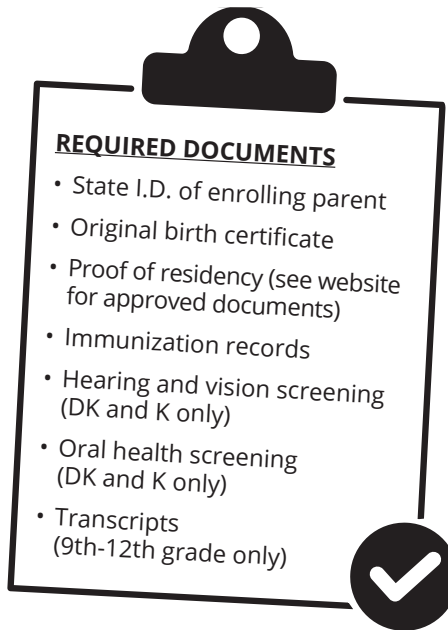 REQUIRED DOCUMENTS
• State I.D. of enrolling parent
• Original birth certificate
• Proof of residency (see website
for approved documents)
• Immunization records
• Hearing and vision screening
(DK and K only)
• Oral health screening
(DK and K only)
• Transcripts
(9th-12th grade only)